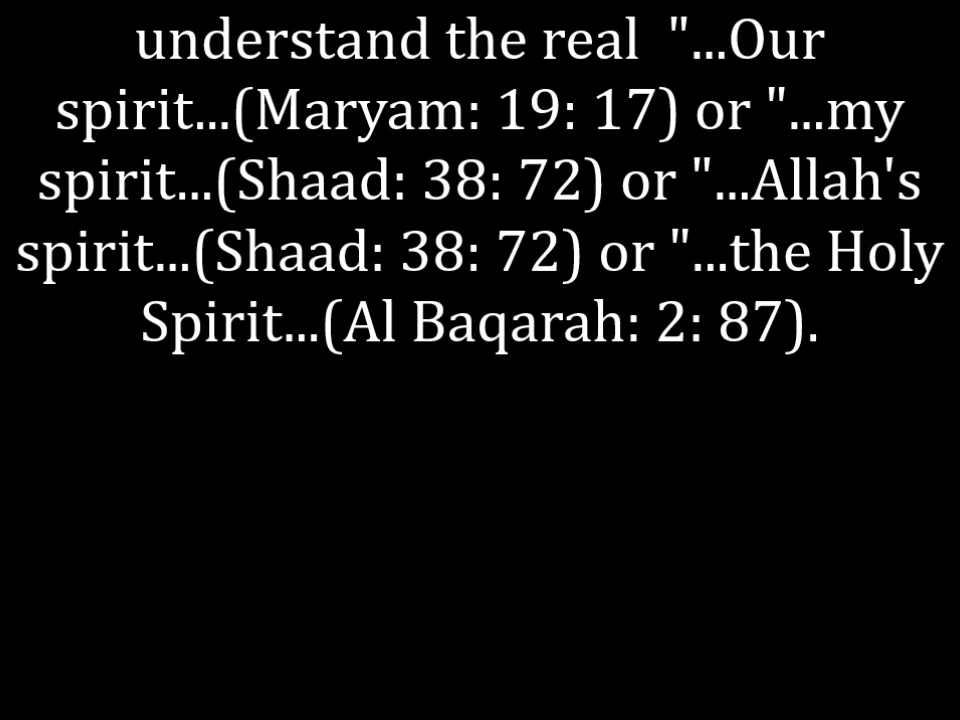 understand the real  "...Our
spirit...(Maryam: 19: 17) or "...my
spirit...(Shaad: 38: 72) or "...Allah's
spirit...(Shaad: 38: 72) or "...the Holy
Spirit...(Al Baqarah: 2: 87).